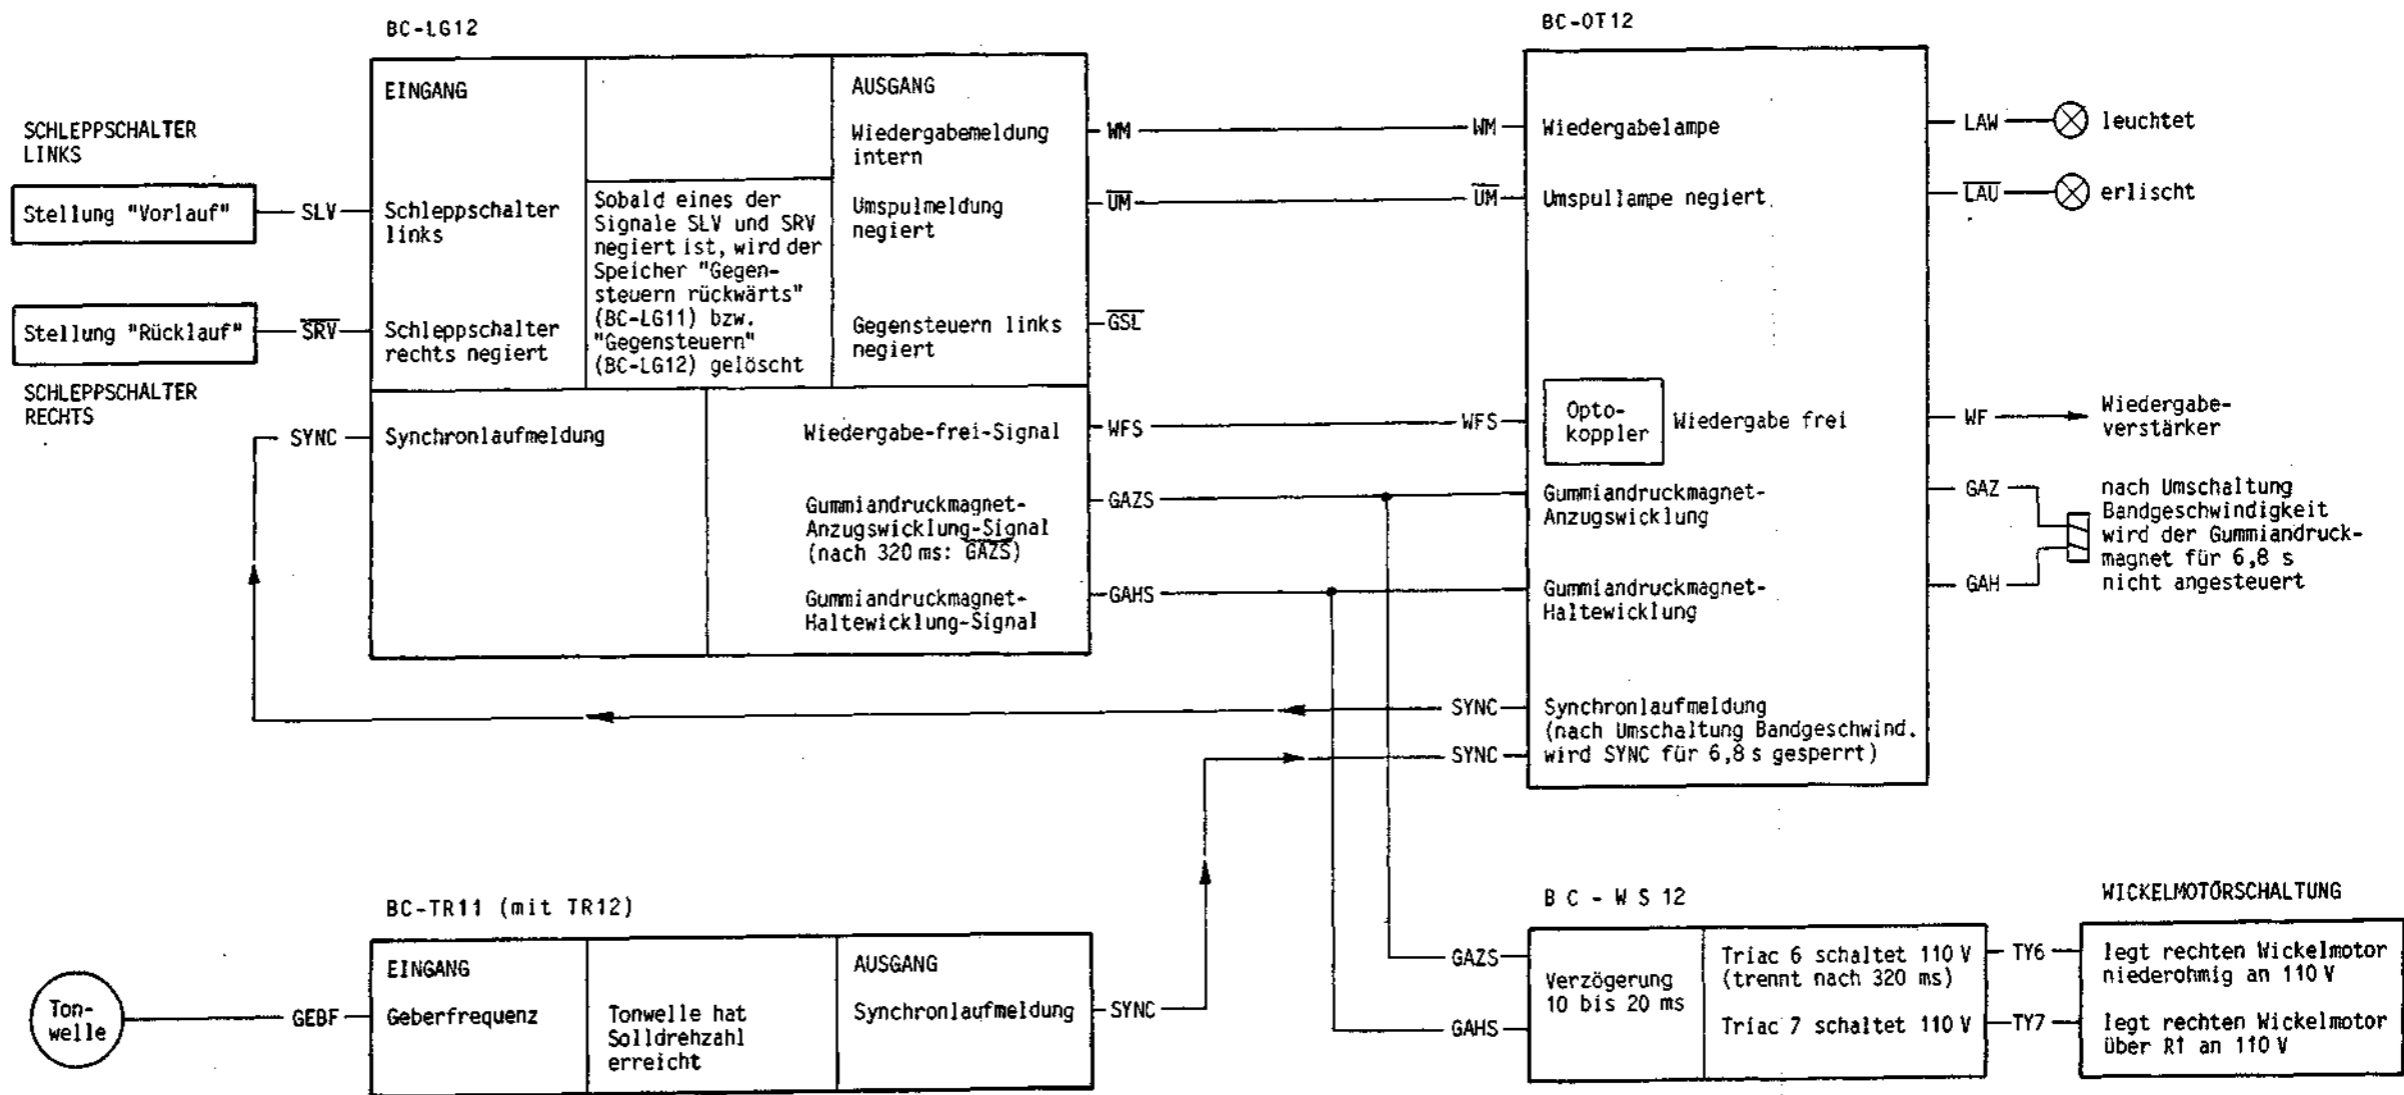 BC-LG12
EINGANG
SCHLEPPSCHALTER
LINKS
Stellung "Vorlauf"
SLV
Schleppschalter
links
Stellung "Rücklauf"
S̅R̅V̅
Schleppschalter
rechts negiert
SCHLEPPSCHALTER
RECHTS
Sobald eines der
Signale SLV und SRV
negiert ist, wird der
Speicher "Gegen-
steuern rückwärts"
(BC-LG11) bzw.
"Gegensteuern"
(BC-LG12) gelöscht
AUSGANG
Wiedergabemeldung
intern
WM
Umspulmeldung
negiert
U̅M̅
Gegensteuern links
negiert
G̅S̅L̅
SYNC
Synchronlaufmeldung
Wiedergabe-frei-Signal
WFS
Gummiandruckmagnet-
Anzugswicklung-Signal
(nach 320 ms: G̅A̅Z̅S̅)
GAZS
Gummiandruckmagnet-
Haltewicklung-Signal
GAHS
BC-OT12
WM
Wiedergabelampe
LAW
leuchtet
U̅M̅
Umspullampe negiert
L̅A̅U̅
erlischt
WFS
Opto-
koppler
Wiedergabe frei
WF
Wiedergabe-
verstärker
Gummiandruckmagnet-
Anzugswicklung
GAZ
Gummiandruckmagnet-
Haltewicklung
GAH
nach Umschaltung
Bandgeschwindigkeit
wird der Gummiandruck-
magnet für 6,8 s
nicht angesteuert
SYNC
Synchronlaufmeldung
(nach Umschaltung Bandgeschwind.
SYNC
wird SYNC für 6,8 s gesperrt)
BC-TR11 (mit TR12)
Ton-
welle
GEBF
EINGANG
Geberfrequenz
Tonwelle hat
Solldrehzahl
erreicht
AUSGANG
Synchronlaufmeldung
SYNC
BC-WS12
GAZS
GAHS
Verzögerung
10 bis 20 ms
Triac 6 schaltet 110 V
(trennt nach 320 ms)
Triac 7 schaltet 110 V
TY6
TY7
WICKELMOTÖRSCHALTUNG
legt rechten Wickelmotor
niederohmig an 110 V
legt rechten Wickelmotor
über R1 an 110 V